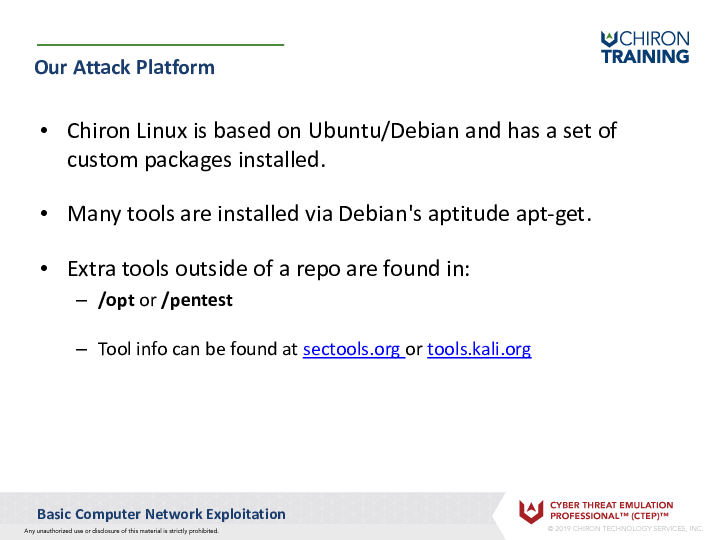 CHIRON
TRAINING
Our Attack Platform
• Chiron Linux is based on Ubuntu/Debian and has a set of
custom packages installed.
• Many tools are installed via Debian's aptitude apt-get.
• Extra tools outside of a repo are found in:
– /opt or /pentest
– Tool info can be found at sectools.org or tools.kali.org
Basic Computer Network Exploitation
Any unauthorized use or disclosure of this material is strictly prohibited.
CYBER THREAT EMULATION
PROFESSIONAL™ (CTEP)™
© 2019 CHIRON TECHNOLOGY SERVICES, INC.